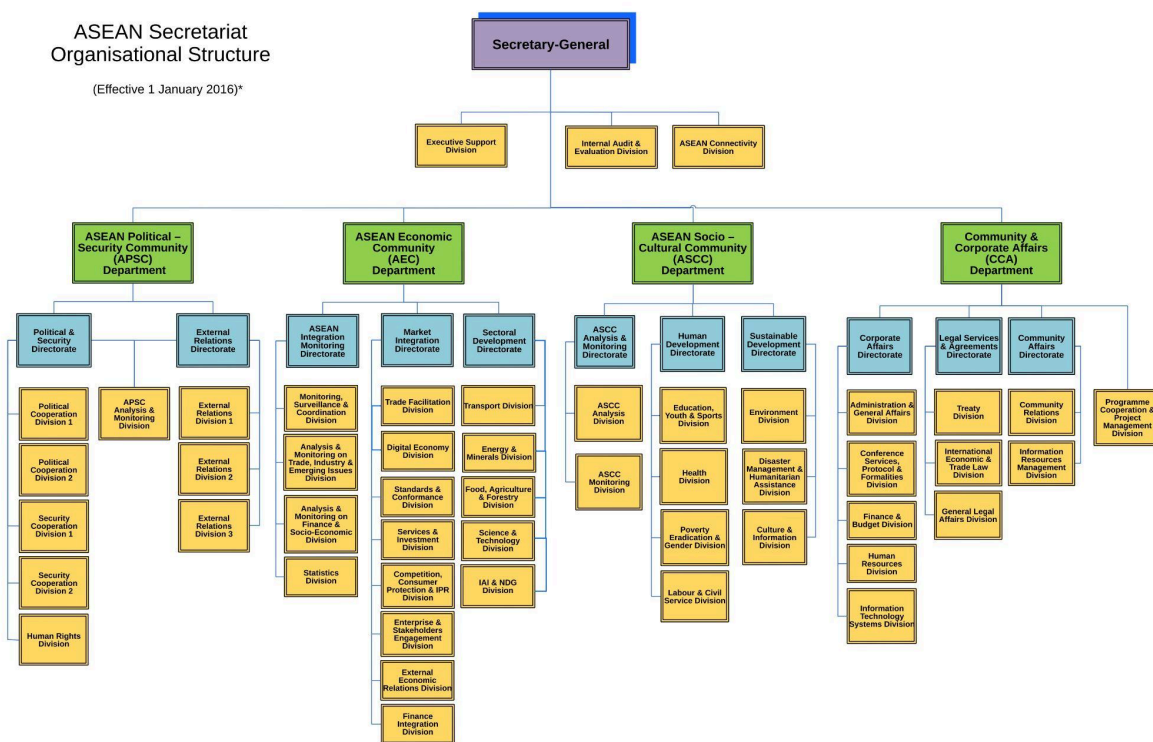 ASEAN Secretariat
Organisational Structure
(Effective 1 January 2016)*
Secretary-General
Executive Support
Division
Internal Audit &
Evaluation Division
ASEAN Connectivity
Division
ASEAN Political –
Security Community
(APSC)
Department
ASEAN Economic
Community
(AEC)
Department
ASEAN Socio –
Cultural Community
(ASCC)
Department
Community &
Corporate Affairs
(CCA)
Department
Political &
Security
Directorate
External
Relations
Directorate
ASEAN
Integration
Monitoring
Directorate
Market
Integration
Directorate
Sectoral
Development
Directorate
ASCC
Analysis &
Monitoring
Directorate
Human
Development
Directorate
Sustainable
Development
Directorate
Corporate
Affairs
Directorate
Legal Services
& Agreements
Directorate
Community
Affairs
Directorate
Political
Cooperation
Division 1
Political
Cooperation
Division 2
Security
Cooperation
Division 1
Security
Cooperation
Division 2
Human Rights
Division
APSC
Analysis &
Monitoring
Division
External
Relations
Division 1
External
Relations
Division 2
External
Relations
Division 3
Monitoring,
Surveillance &
Coordination
Division
Analysis &
Monitoring on
Trade, Industry &
Emerging Issues
Division
Analysis &
Monitoring on
Finance &
Socio-Economic
Division
Statistics
Division
Trade Facilitation
Division
Digital Economy
Division
Standards &
Conformance
Division
Services &
Investment
Division
Competition,
Consumer
Protection & IPR
Division
Enterprise &
Stakeholders
Engagement
Division
External
Economic
Relations Division
Finance
Integration
Division
Transport Division
Energy &
Minerals Division
Food, Agriculture
& Forestry
Division
Science &
Technology
Division
IAI & NDG
Division
ASCC
Analysis
Division
ASCC
Monitoring
Division
Education,
Youth & Sports
Division
Health
Division
Poverty
Eradication &
Gender Division
Labour & Civil
Service Division
Environment
Division
Disaster
Management &
Humanitarian
Assistance
Division
Culture &
Information
Division
Administration &
General Affairs
Division
Conference
Services,
Protocol &
Formalities
Division
Finance &
Budget Division
Human
Resources
Division
Information
Technology
Systems Division
Treaty
Division
International
Economic &
Trade Law
Division
General Legal
Affairs Division
Community
Relations
Division
Information
Resources
Management
Division
Programme
Cooperation &
Project
Management
Division